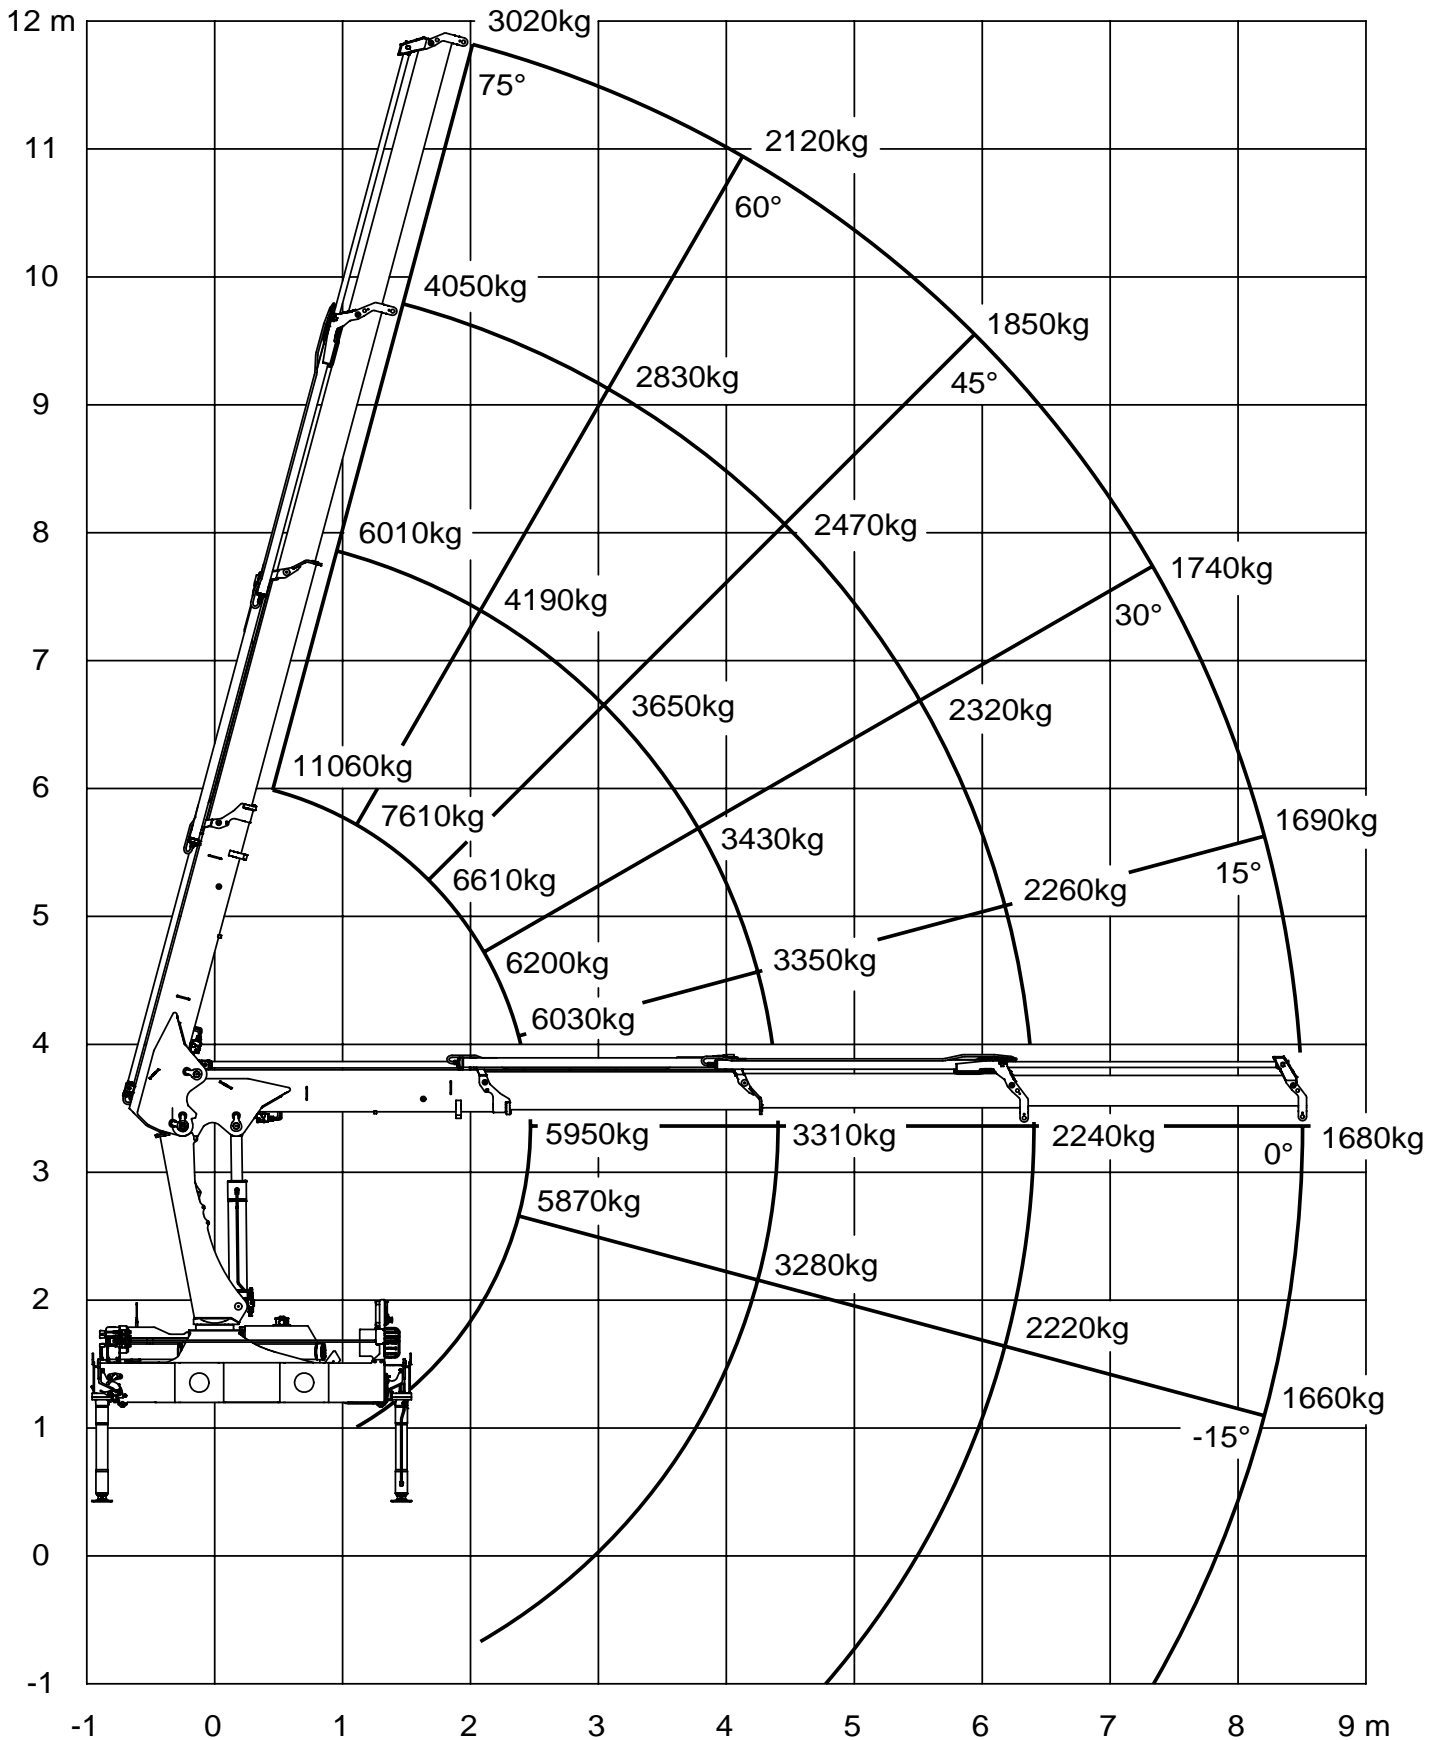 12 m
3020kg
75°
11
2120kg
60°
10
4050kg
1850kg
45°
9
2830kg
8
6010kg
2470kg
1740kg
30°
4190kg
7
3650kg
2320kg
6
11060kg
7610kg
3430kg
1690kg
15°
6610kg
2260kg
5
6200kg
3350kg
6030kg
4
5950kg
3310kg
2240kg
1680kg
0°
3
5870kg
3280kg
2
2220kg
1660kg
-15°
1
0
-1
-1 0 1 2 3 4 5 6 7 8 9 m